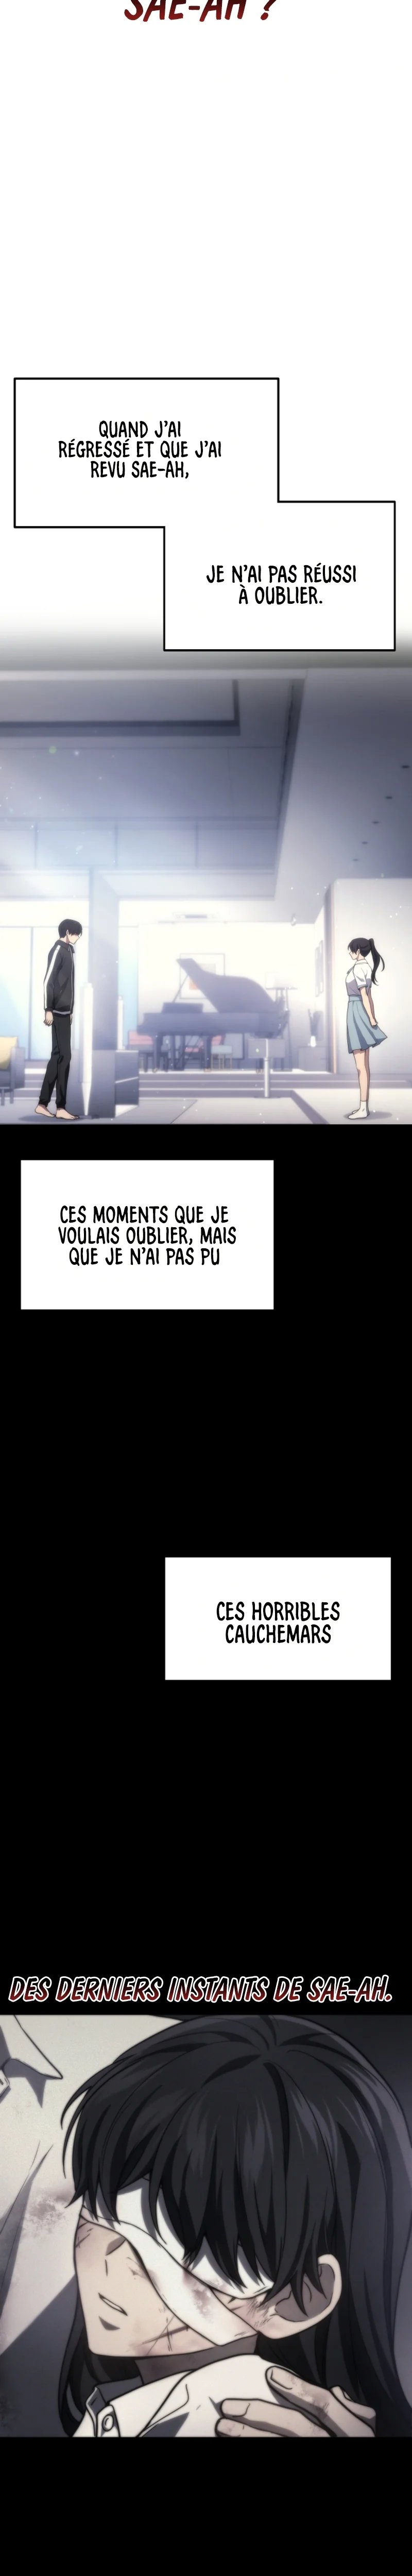 SAE-AH ?
QUAND J'AI
RÉGRESSÉ ET QUE J'AI
REVU SAE-AH,
JE N'AI PAS RÉUSSI
À OUBLIER.
CES MOMENTS QUE JE
VOULAIS OUBLIER, MAIS
QUE JE N'AI PAS PU
CES HORRIBLES
CAUCHEMARS
DES DERNIERS INSTANTS DE SAE-AH.